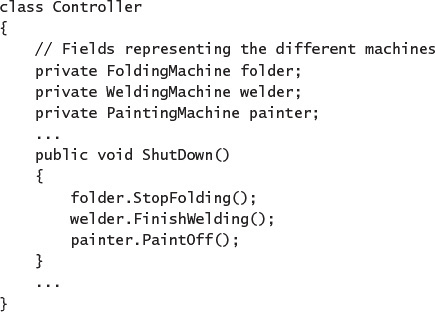 class Controller
{
    // Fields representing the different machines
    private FoldingMachine folder;
    private WeldingMachine welder;
    private PaintingMachine painter;
    ...
    public void ShutDown()
    {
        folder.StopFolding();
        welder.FinishWelding();
        painter.PaintOff();
    }
    ...
}